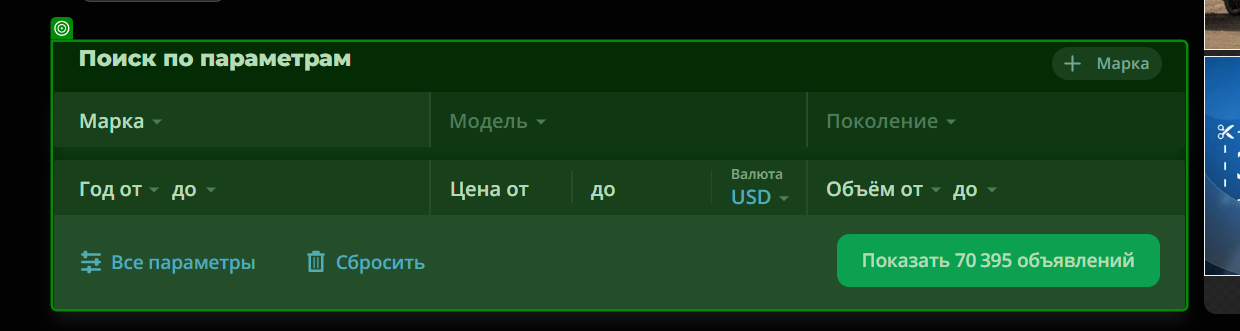 Поиск по параметрам
Марка
Марка Модель Поколение
Год от до Цена от до Валюта USD Объём от до
Все параметры Сбросить Показать 70 395 объявлений